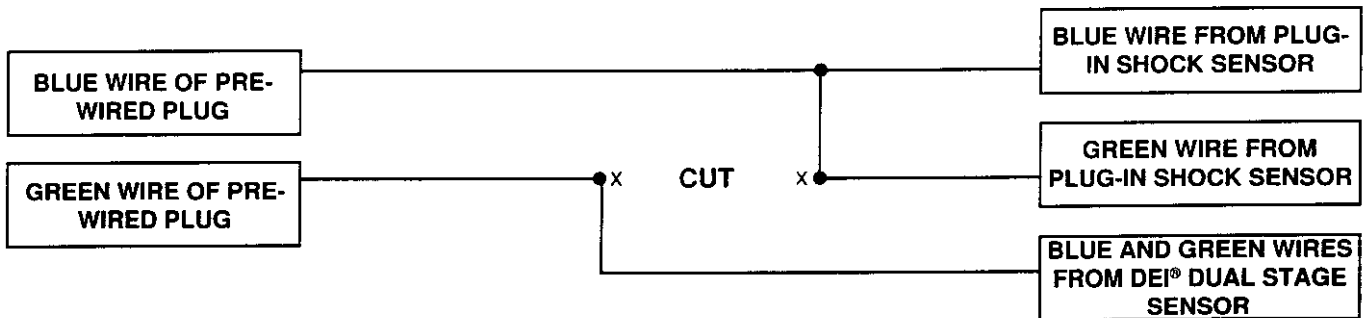 BLUE WIRE OF PRE-
WIRED PLUG
GREEN WIRE OF PRE-
WIRED PLUG
X CUT X
BLUE WIRE FROM PLUG-
IN SHOCK SENSOR
GREEN WIRE FROM
PLUG-IN SHOCK SENSOR
BLUE AND GREEN WIRES
FROM DEI® DUAL STAGE
SENSOR